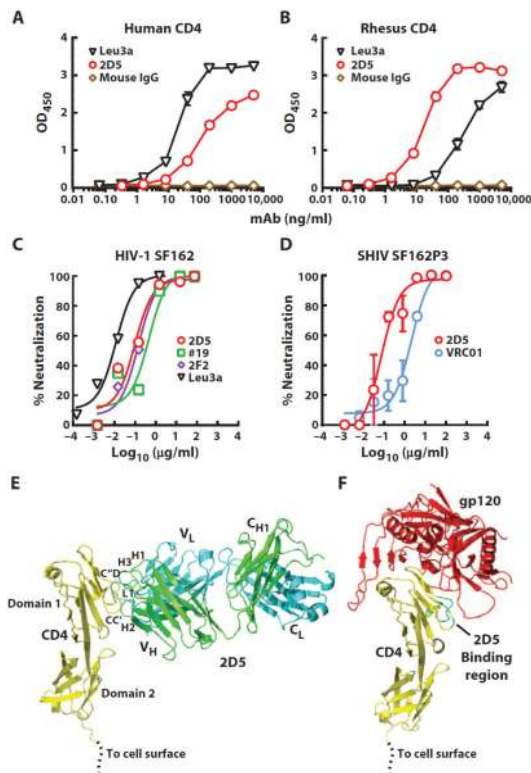 A
Human CD4
Leu3a
2D5
Mouse IgG
OD450
4
3
2
1
0
0.01 0.1 1 10 100 1000 10,000
B
Rhesus CD4
Leu3a
2D5
Mouse IgG
OD450
4
3
2
1
0
0.01 0.1 1 10 100 1000 10,000
mAb (ng/ml)
C
HIV-1 SF162
% Neutralization
100
80
60
40
20
0
2D5
#19
2F2
Leu3a
–4 –3 –2 –1 0 1 2 3 4
Log10 (μg/ml)
D
SHIV SF162P3
% Neutralization
100
80
60
40
20
0
2D5
VRC01
–4 –2 0 2 4
Log10 (μg/ml)
E
VL
CH1
H3 H1
C"D
L1
Domain 1
CC'
CD4
H2
VH
2D5
CL
Domain 2
To cell surface
F
gp120
2D5
Binding
region
CD4
To cell surface